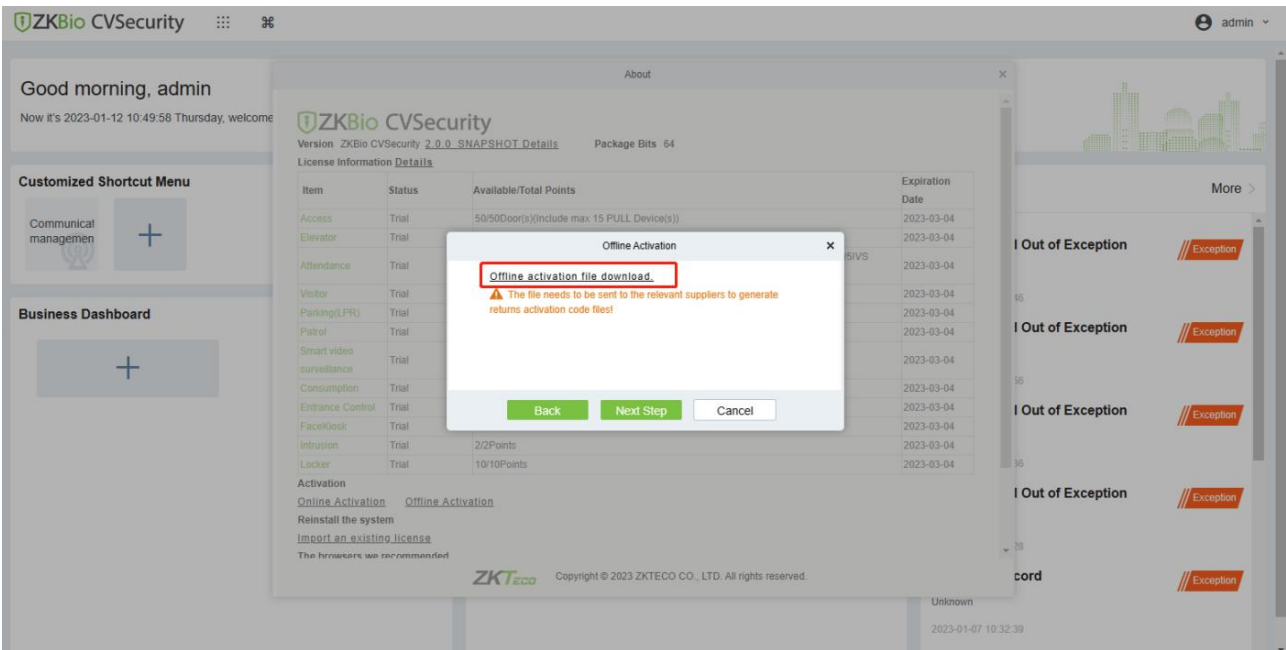 ZKBio CVSecurity
admin
Good morning, admin
Now it's 2023-01-12 10:49:58 Thursday, welcome
Customized Shortcut Menu
Communicat
managemen
Business Dashboard
About
ZKBio CVSecurity
Version ZKBio CVSecurity 2.0.0_SNAPSHOT Details Package Bits 64
License Information Details
Item Status Available/Total Points Expiration Date
Access Trial 50/50Door(s)(Include max 15 PULL Device(s)) 2023-03-04
Elevator Trial 2023-03-04
Attendance Trial /5IVS 2023-03-04
Visitor Trial 2023-03-04
Parking(LPR) Trial 2023-03-04
Patrol Trial 2023-03-04
Smart video surveillance Trial 2023-03-04
Consumption Trial 2023-03-04
Entrance Control Trial 2023-03-04
FaceKiosk Trial 2023-03-04
Intrusion Trial 2/2Points 2023-03-04
Locker Trial 10/10Points 2023-03-04
Activation
Online Activation Offline Activation
Reinstall the system
Import an existing license
The browsers we recommended
ZKTeco Copyright © 2023 ZKTECO CO., LTD. All rights reserved.
Offline Activation
Offline activation file download.
The file needs to be sent to the relevant suppliers to generate
returns activation code files!
Back Next Step Cancel
More >
l Out of Exception Exception
l Out of Exception Exception
l Out of Exception Exception
l Out of Exception Exception
cord Exception
Unknown
2023-01-07 10:32:39